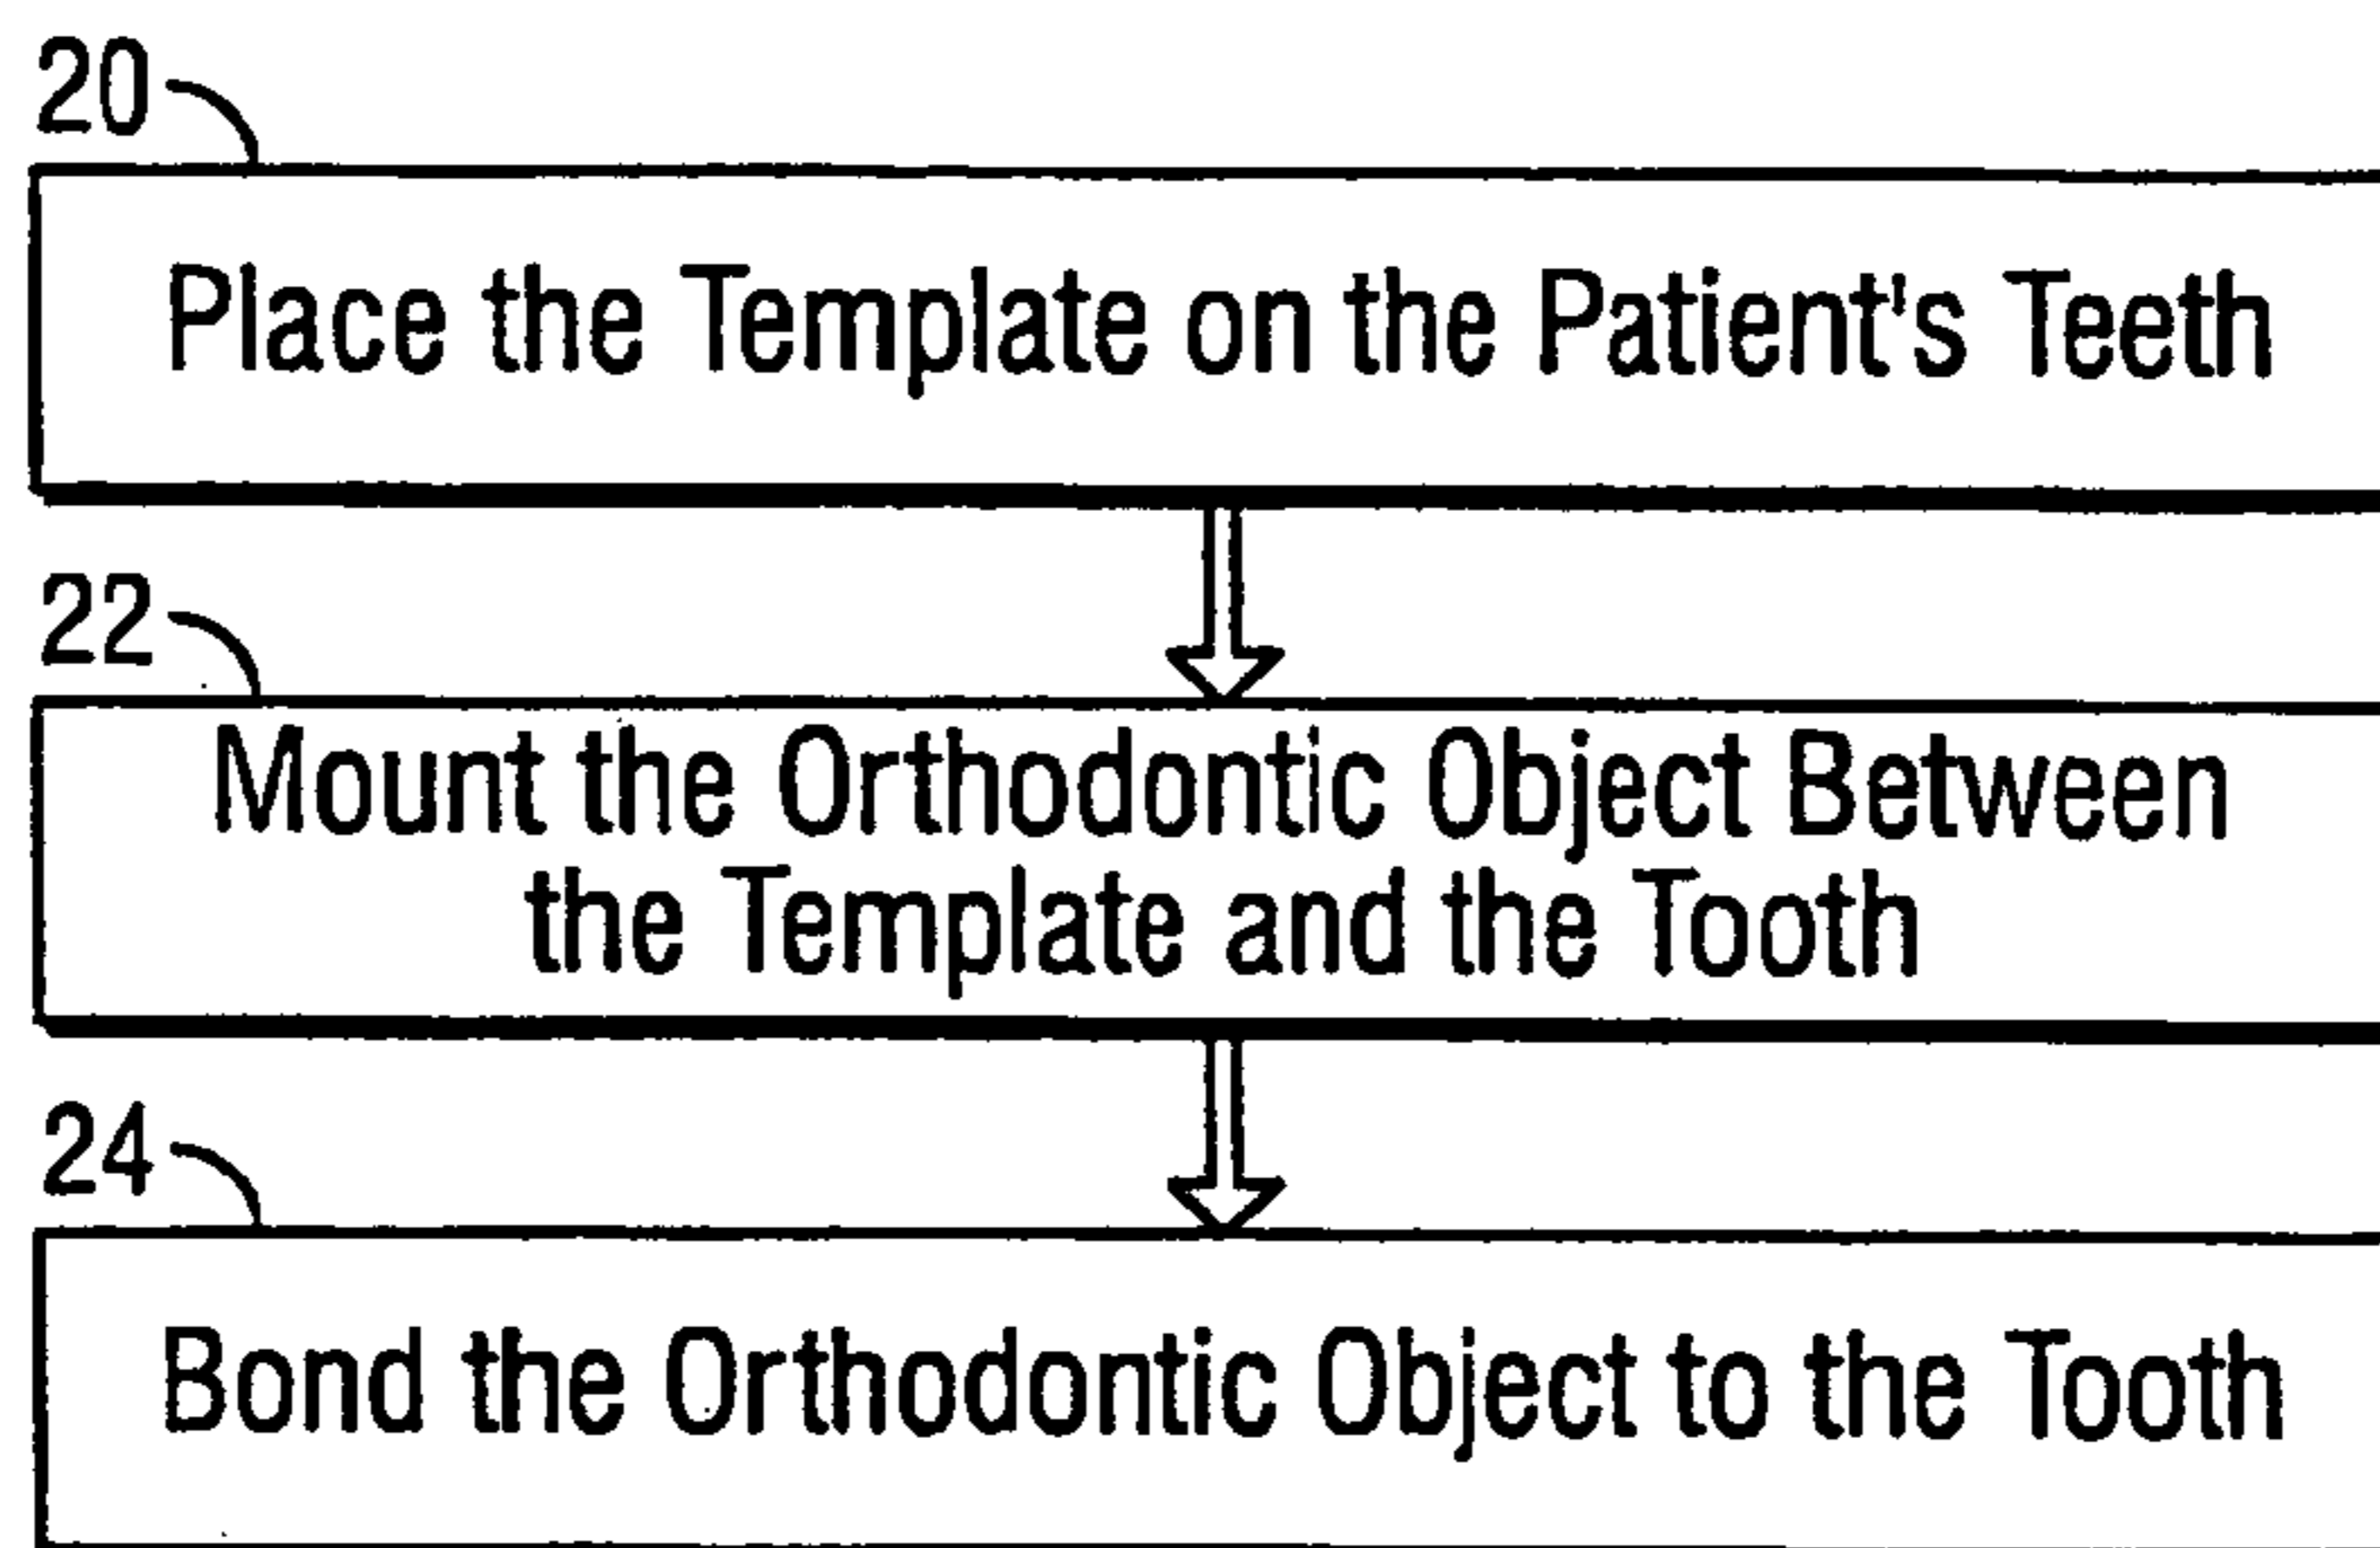 20
Place the Template on the Patient's Teeth
22
Mount the Orthodontic Object Between
the Template and the Tooth
24
Bond the Orthodontic Object to the Tooth